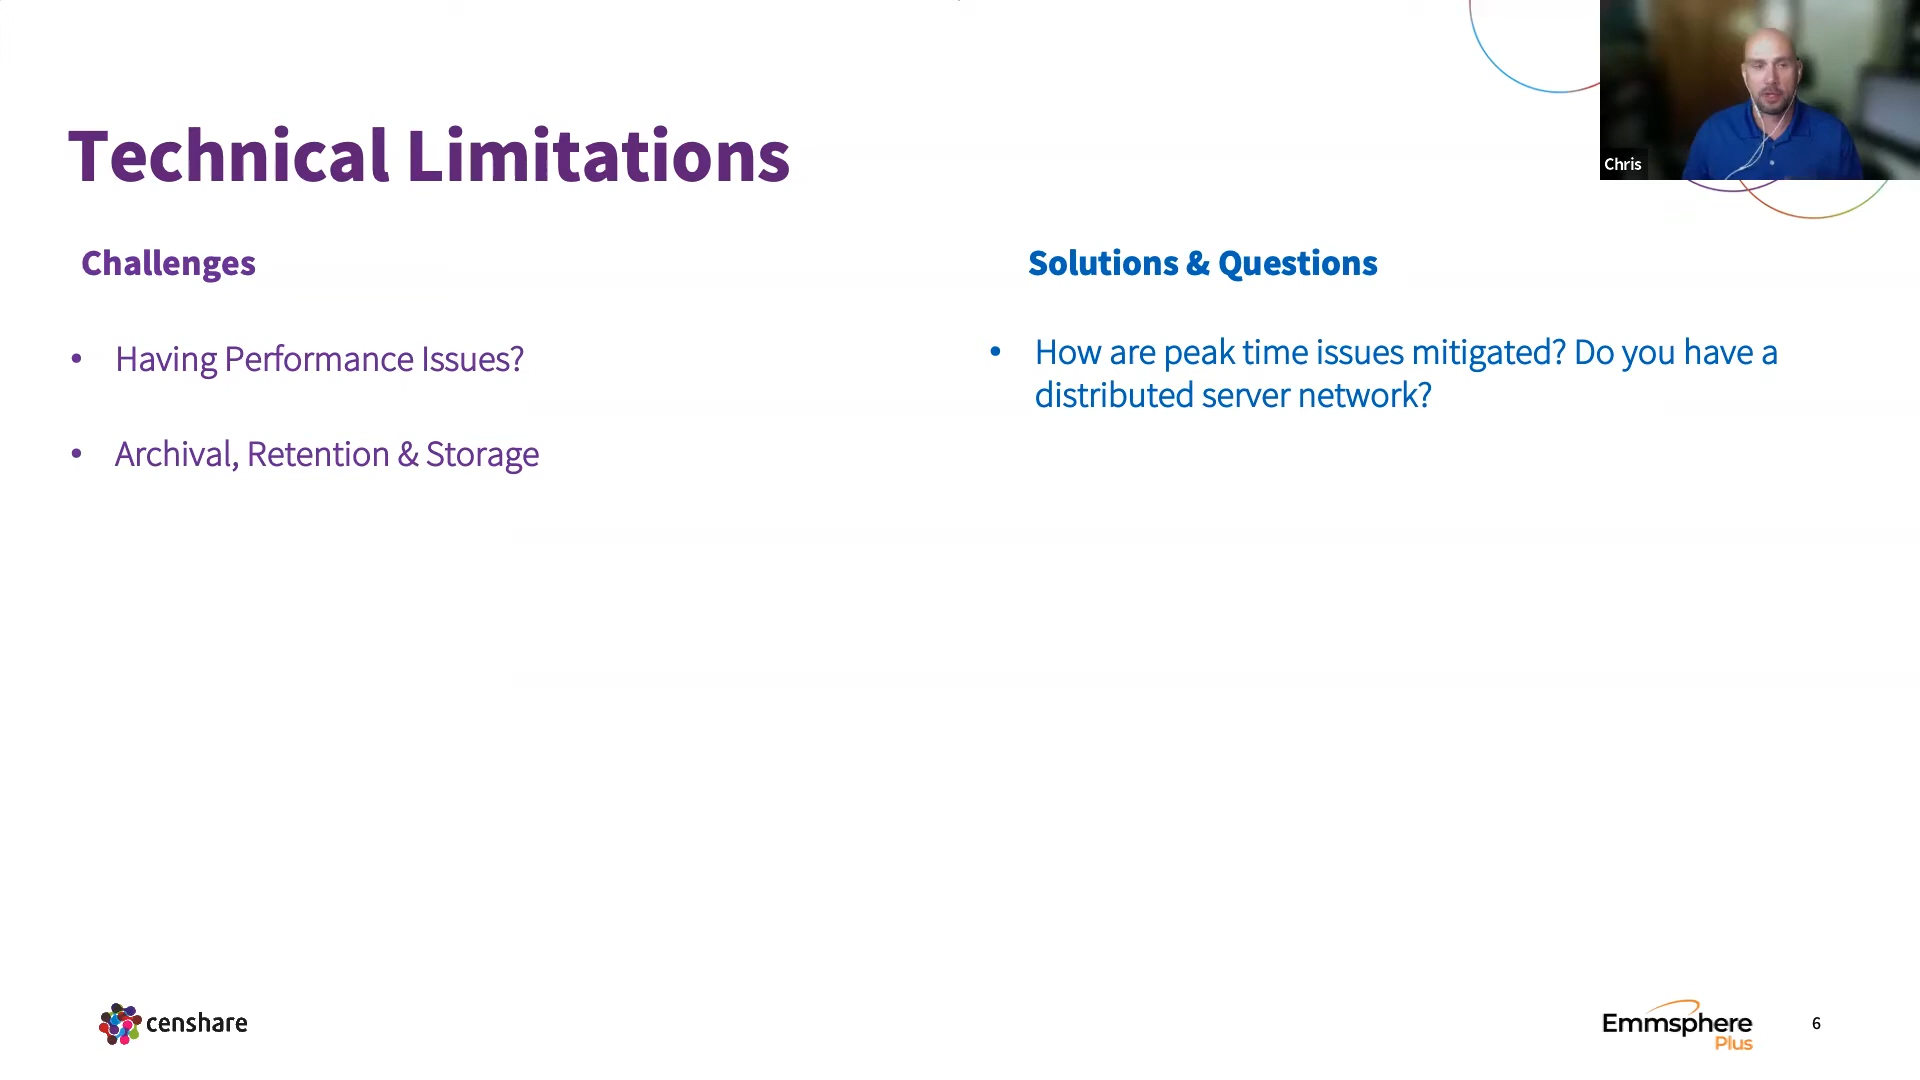 Chris
Technical Limitations
Challenges
• Having Performance Issues?
• Archival, Retention & Storage
Solutions & Questions
• How are peak time issues mitigated? Do you have a
distributed server network?
censhare
Emmsphere
Plus
6